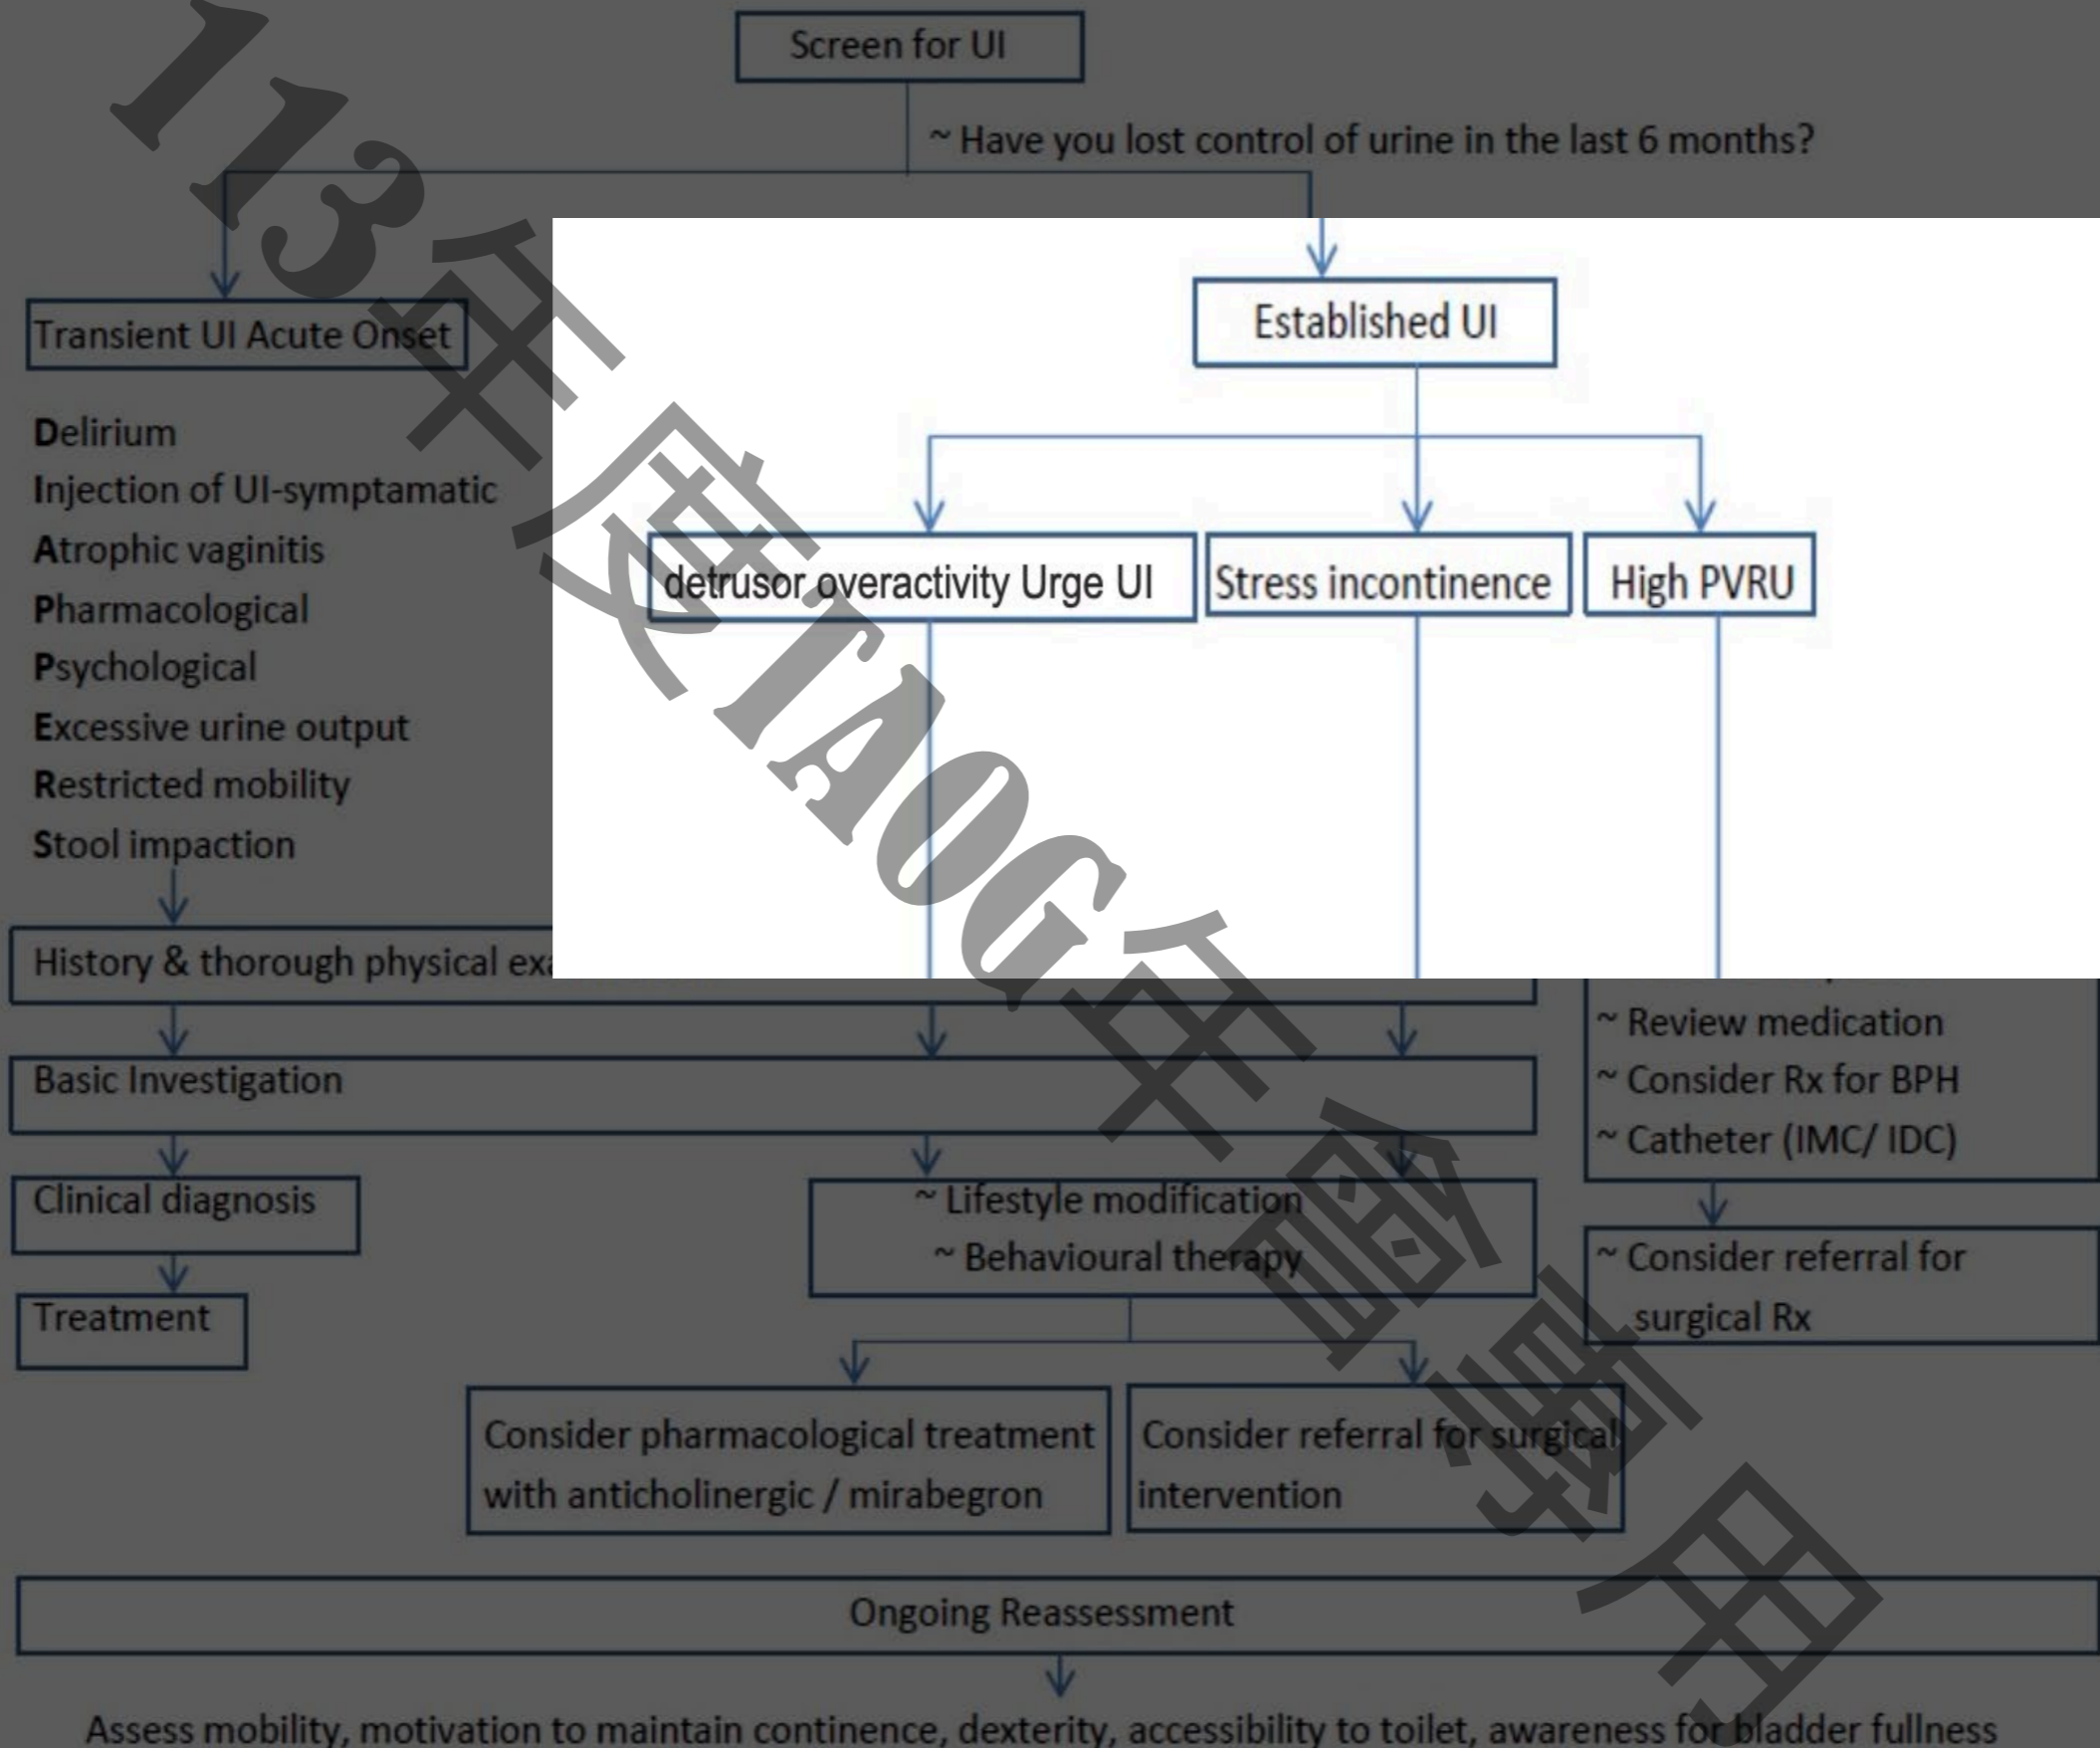 Screen for UI
~ Have you lost control of urine in the last 6 months?
Transient UI Acute Onset
Established UI
Delirium
Injection of UI-symptamatic
Atrophic vaginitis
Pharmacological
Psychological
Excessive urine output
Restricted mobility
Stool impaction
detrusor overactivity Urge UI
Stress incontinence
High PVRU
History & thorough physical
Basic Investigation
~ Review medication
~ Consider Rx for BPH
~ Catheter (IMC/ IDC)
Clinical diagnosis
Treatment
~ Lifestyle modification
~ Behavioural therapy
~ Consider referral for
surgical Rx
Consider pharmacological treatment
with anticholinergic / mirabegron
Consider referral for surgical
intervention
Ongoing Reassessment
Assess mobility, motivation to maintain continence, dexterity, accessibility to toilet, awareness for bladder fullness
113年度TAOG年會專用